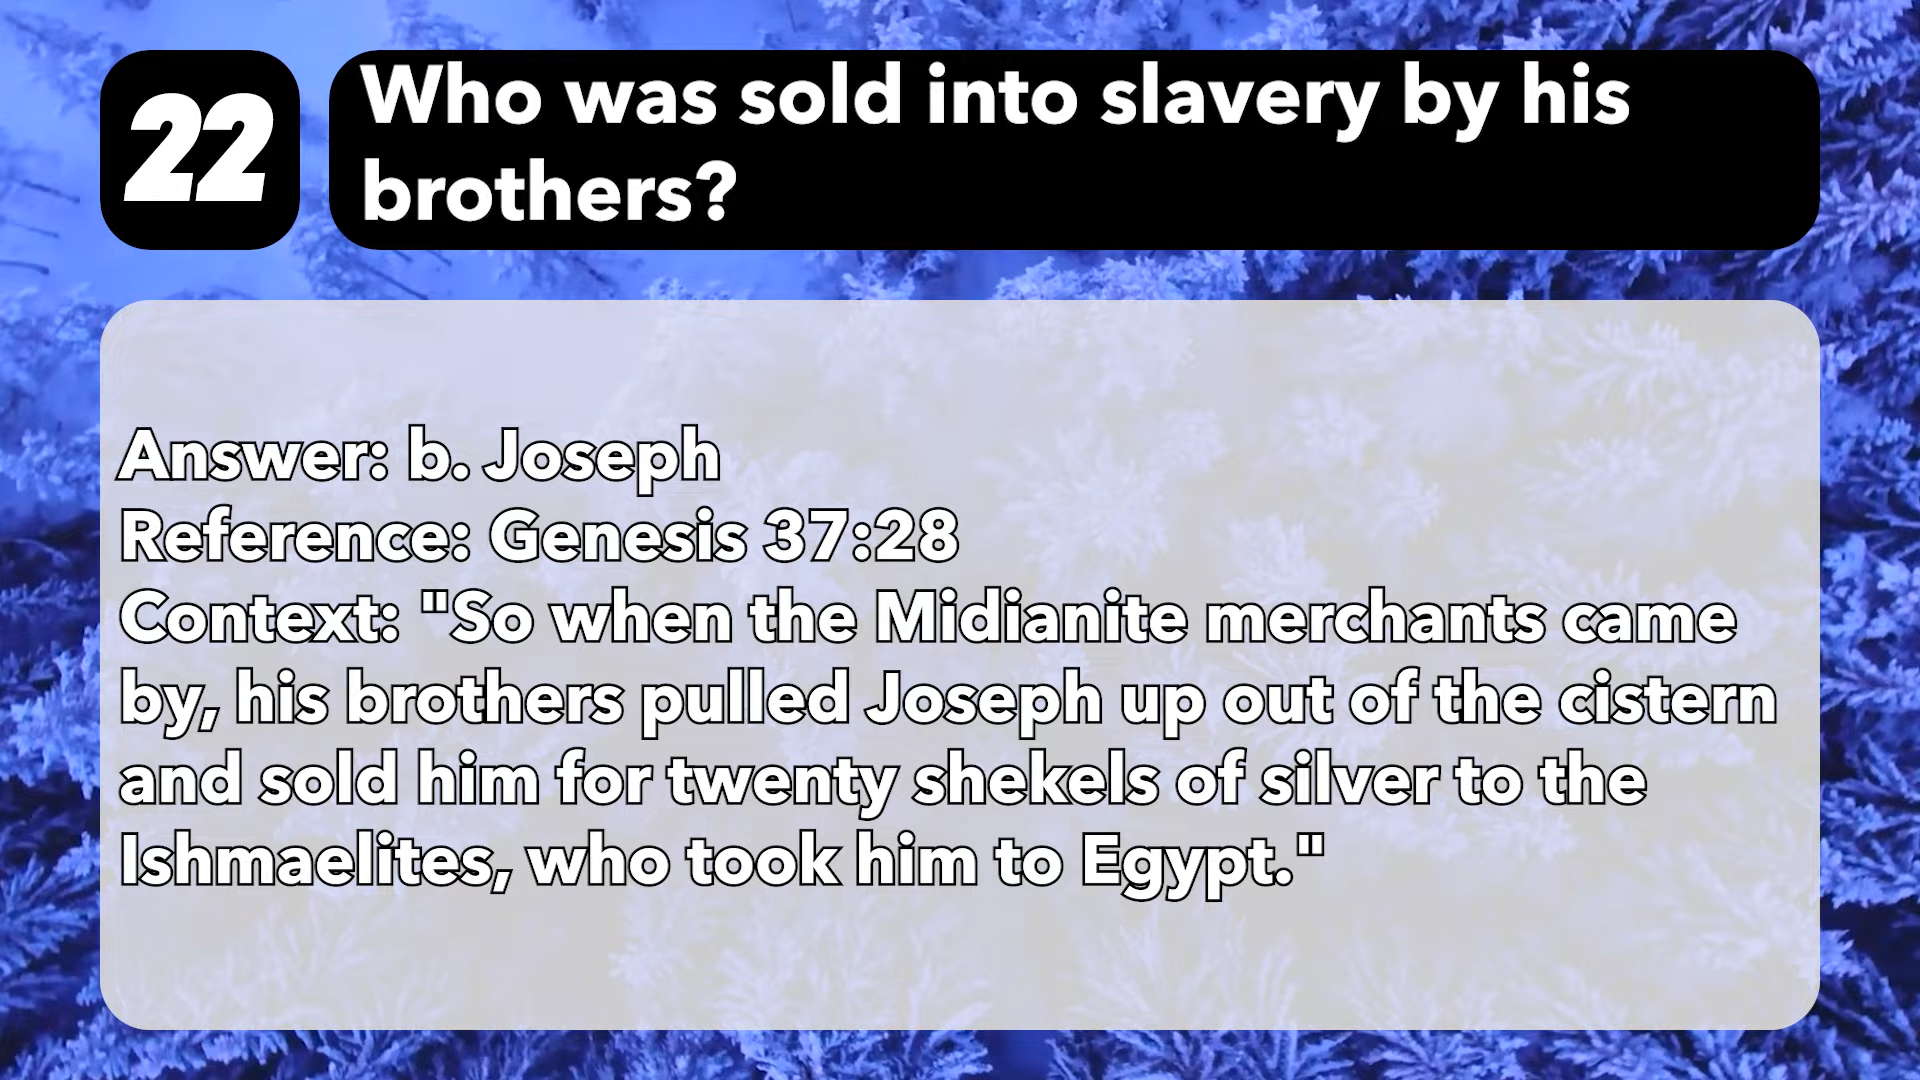 22
Who was sold into slavery by his
brothers?
Answer: b. Joseph
Reference: Genesis 37:28
Context: "So when the Midianite merchants came
by, his brothers pulled Joseph up out of the cistern
and sold him for twenty shekels of silver to the
Ishmaelites, who took him to Egypt."